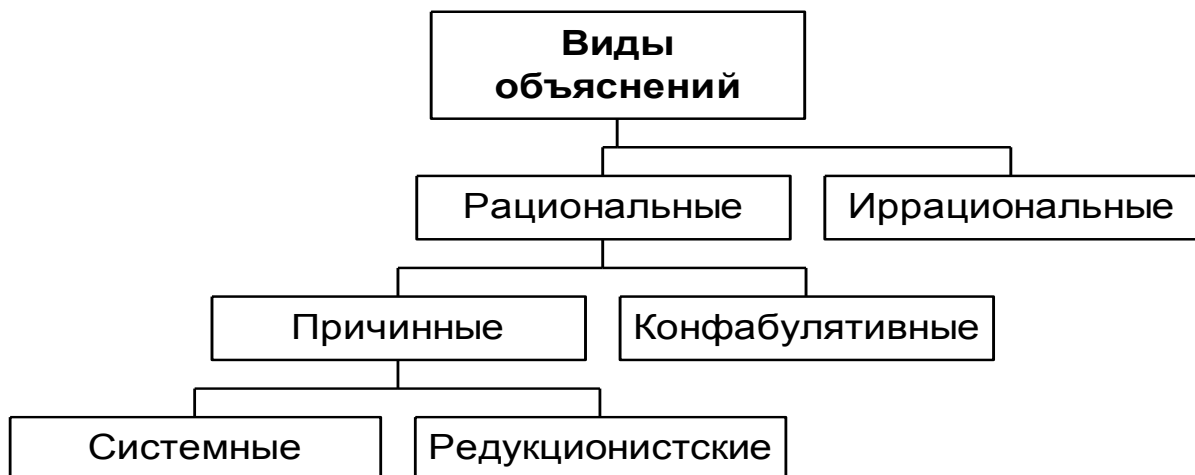 Виды
объяснений
Рациональные
Иррациональные
Причинные
Конфабулятивные
Системные
Редукционистские